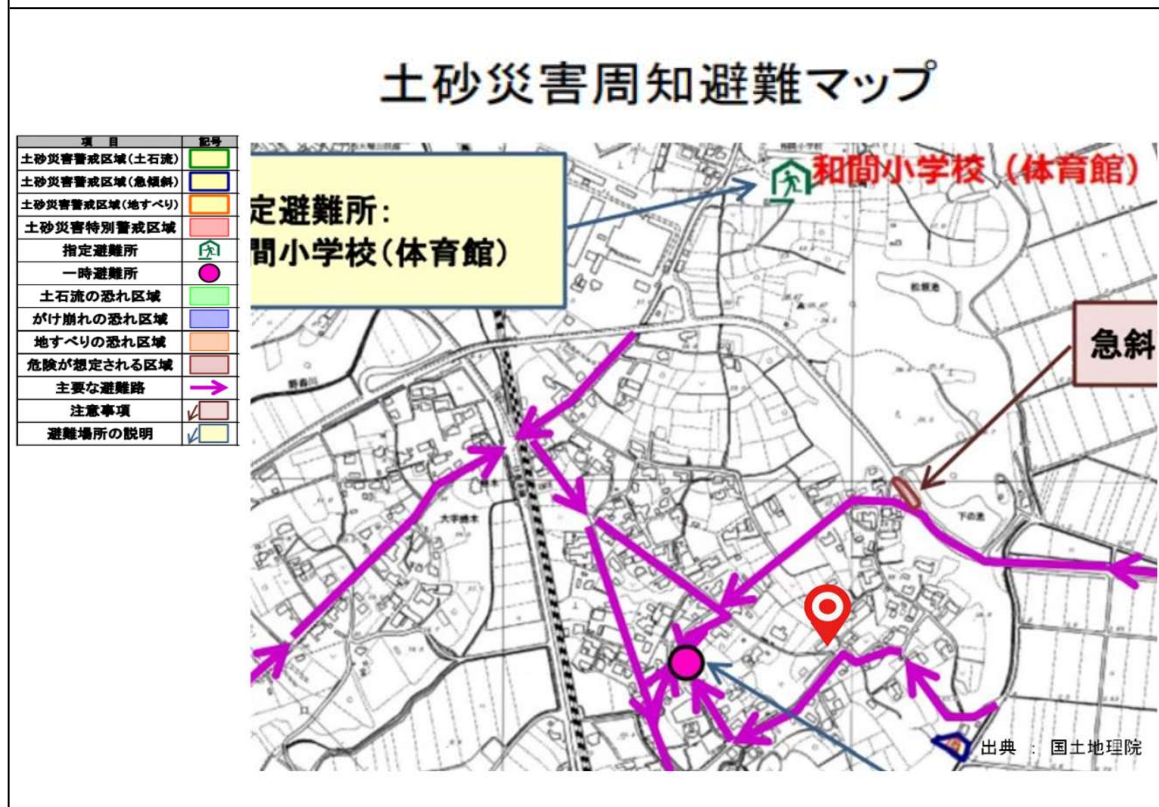 土砂災害周知避難マップ
項 目 記号
土砂災害警戒区域(土石流)
土砂災害警戒区域(急傾斜)
土砂災害警戒区域(地すべり)
土砂災害特別警戒区域
指定避難所
一時避難所
土石流の恐れ区域
がけ崩れの恐れ区域
地すべりの恐れ区域
危険が想定される区域
主要な避難路
注意事項
避難場所の説明
定避難所:
間小学校(体育館)
和間小学校(体育館)
急斜
下の池
出典 : 国土地理院